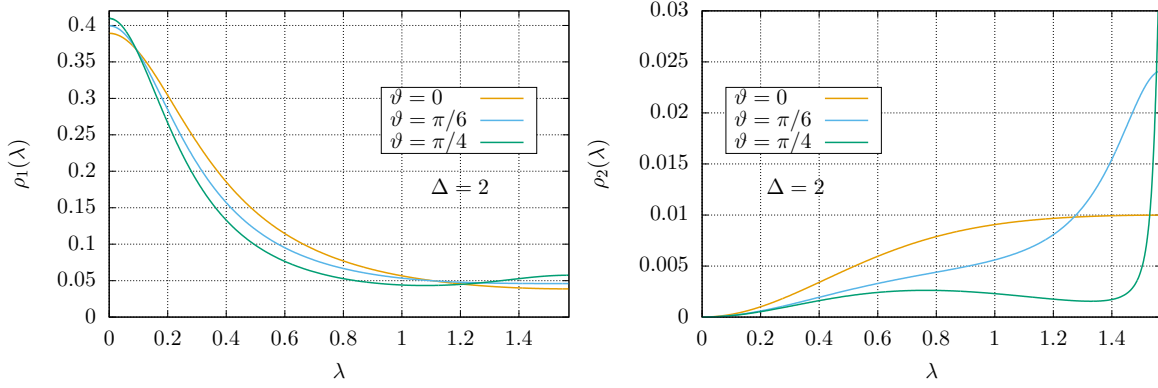 0.4
0.35
0.3
0.25
0.2
0.15
0.1
0.05
0
ρ₁(λ)
0 0.2 0.4 0.6 0.8 1 1.2 1.4
λ
ϑ = 0
ϑ = π/6
ϑ = π/4
Δ = 2
0.03
0.025
0.02
0.015
0.01
0.005
0
ρ₂(λ)
0 0.2 0.4 0.6 0.8 1 1.2 1.4
λ
ϑ = 0
ϑ = π/6
ϑ = π/4
Δ = 2